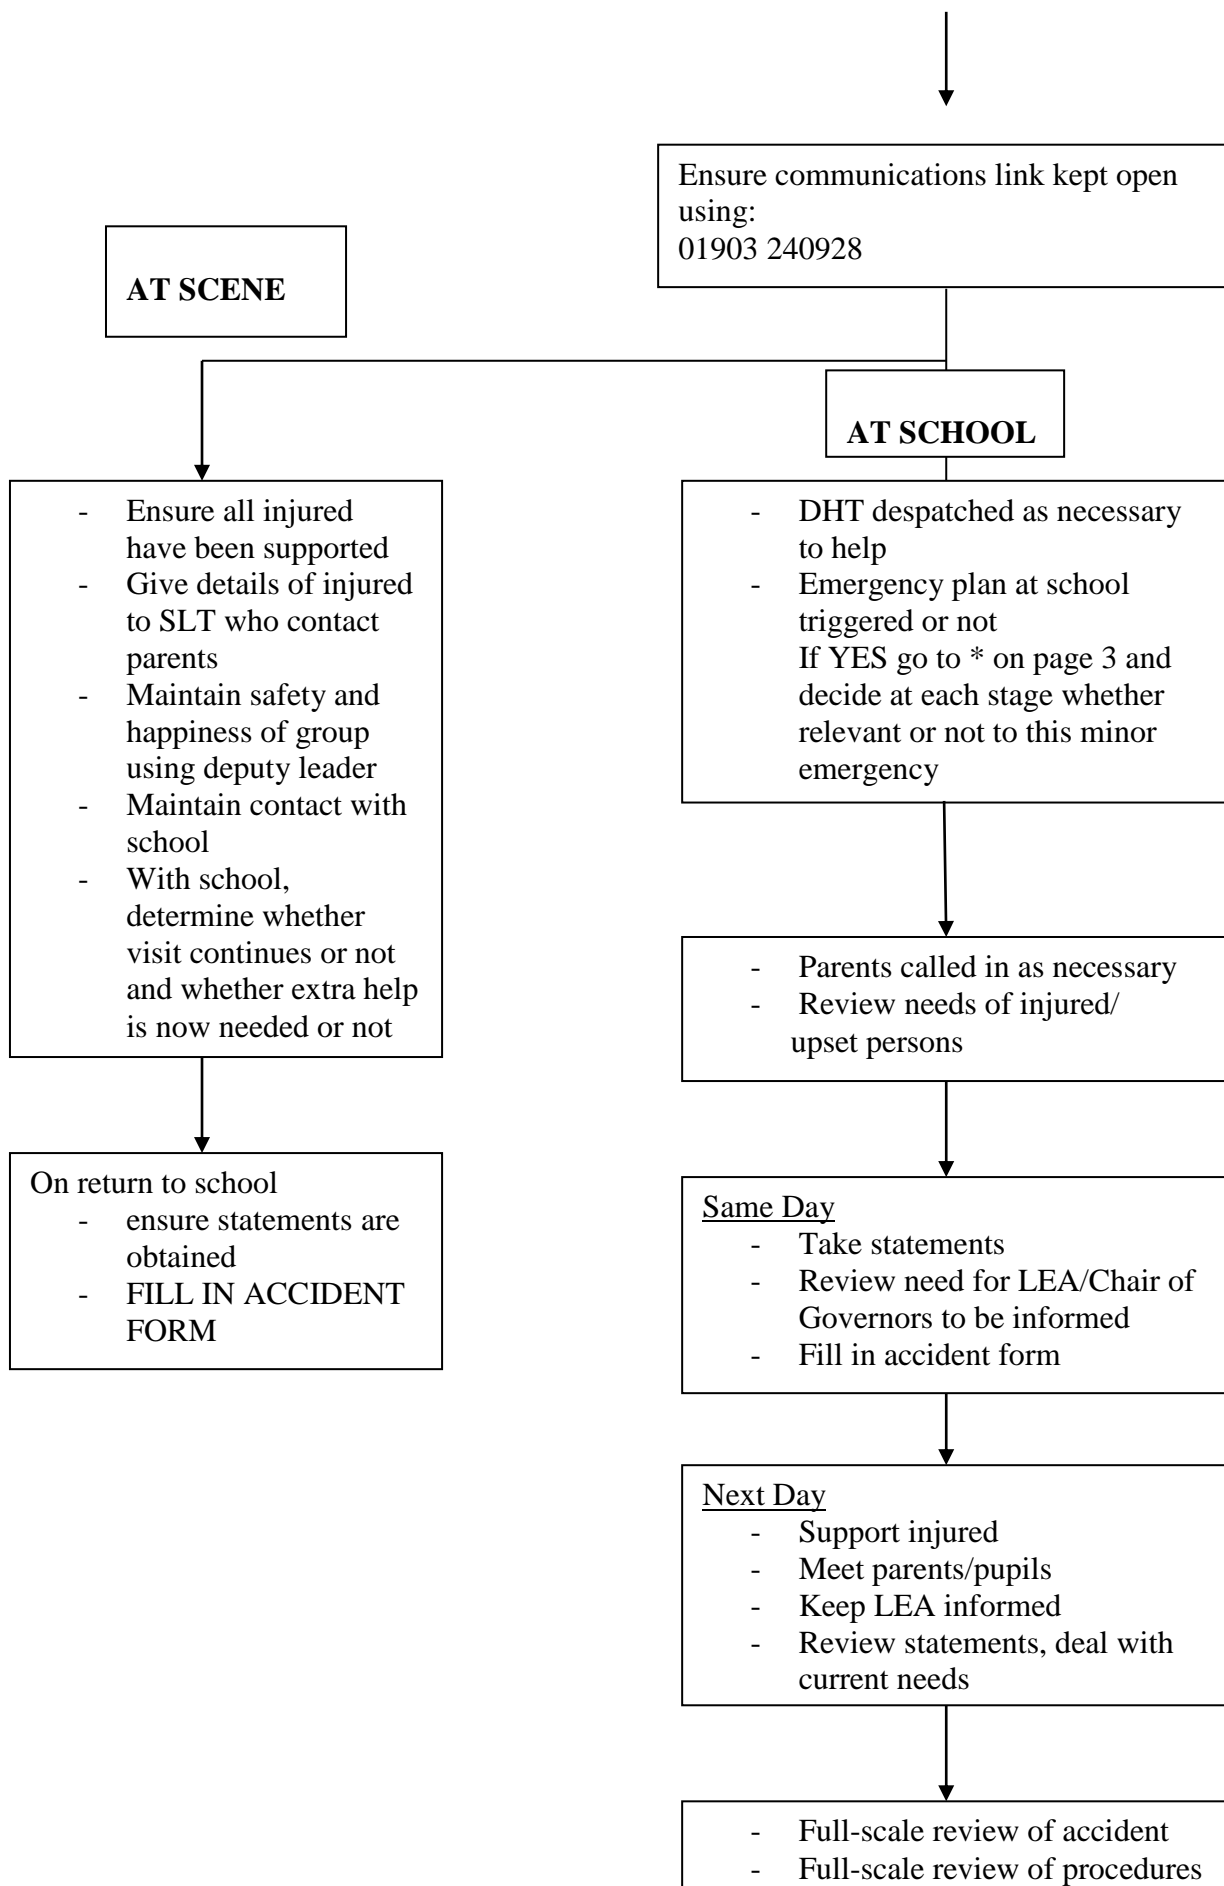 Ensure communications link kept open
using:
01903 240928
AT SCENE
AT SCHOOL
- Ensure all injured
have been supported
- Give details of injured
to SLT who contact
parents
- Maintain safety and
happiness of group
using deputy leader
- Maintain contact with
school
- With school,
determine whether
visit continues or not
and whether extra help
is now needed or not
On return to school
- ensure statements are
obtained
- FILL IN ACCIDENT
FORM
- DHT despatched as necessary
to help
- Emergency plan at school
triggered or not
If YES go to * on page 3 and
decide at each stage whether
relevant or not to this minor
emergency
- Parents called in as necessary
- Review needs of injured/
upset persons
Same Day
- Take statements
- Review need for LEA/Chair of
Governors to be informed
- Fill in accident form
Next Day
- Support injured
- Meet parents/pupils
- Keep LEA informed
- Review statements, deal with
current needs
- Full-scale review of accident
- Full-scale review of procedures